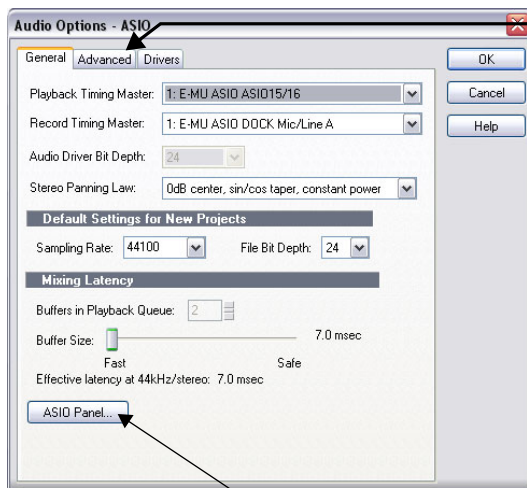 Audio Options - ASIO
General Advanced Drivers
OK
Playback Timing Master: 1: E-MU ASIO ASIO15/16
Cancel
Record Timing Master: 1: E-MU ASIO DOCK Mic/Line A
Help
Audio Driver Bit Depth: 24
Stereo Panning Law: 0dB center, sin/cos taper, constant power
Default Settings for New Projects
Sampling Rate: 44100 File Bit Depth: 24
Mixing Latency
Buffers in Playback Queue: 2
Buffer Size: 7.0 msec
Fast Safe
Effective latency at 44kHz/stereo: 7.0 msec
ASIO Panel...